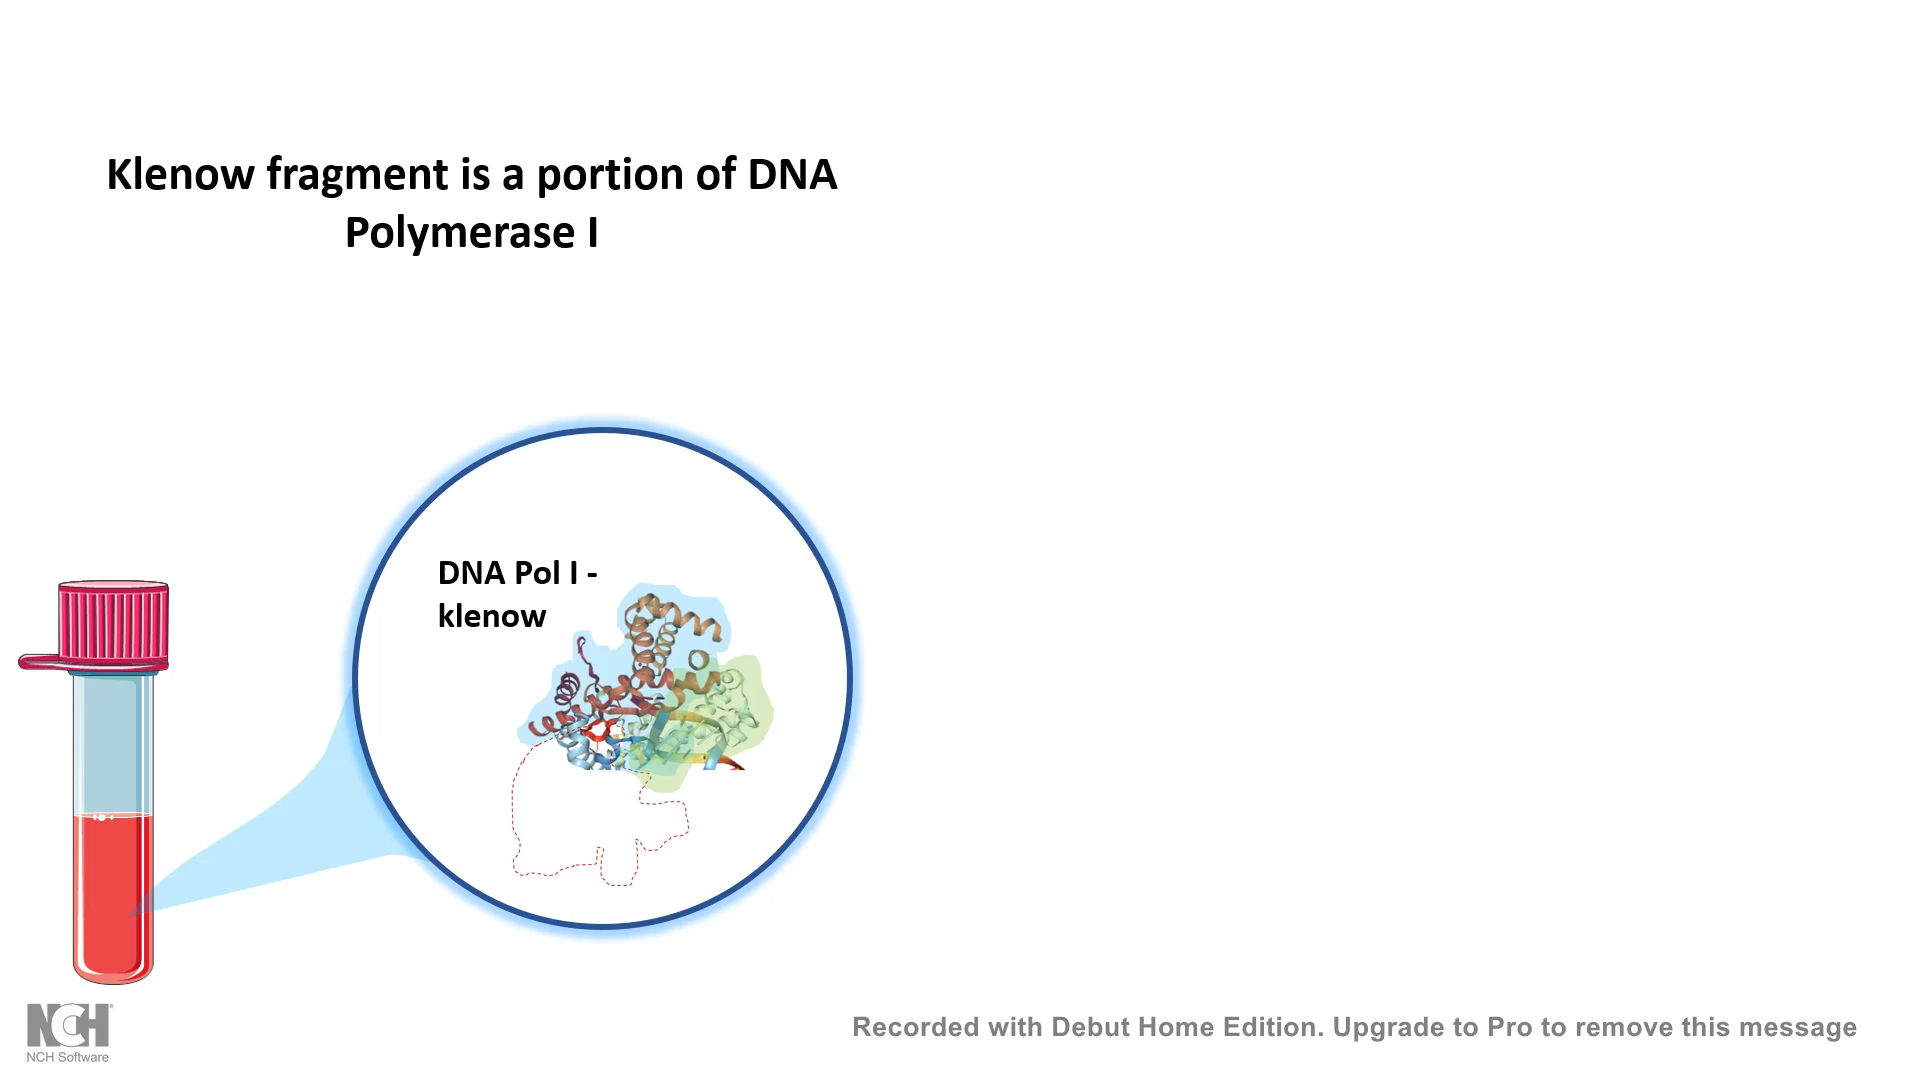 Klenow fragment is a portion of DNA
Polymerase I
DNA Pol I -
klenow
NCH
NCH Software
Recorded with Debut Home Edition. Upgrade to Pro to remove this message